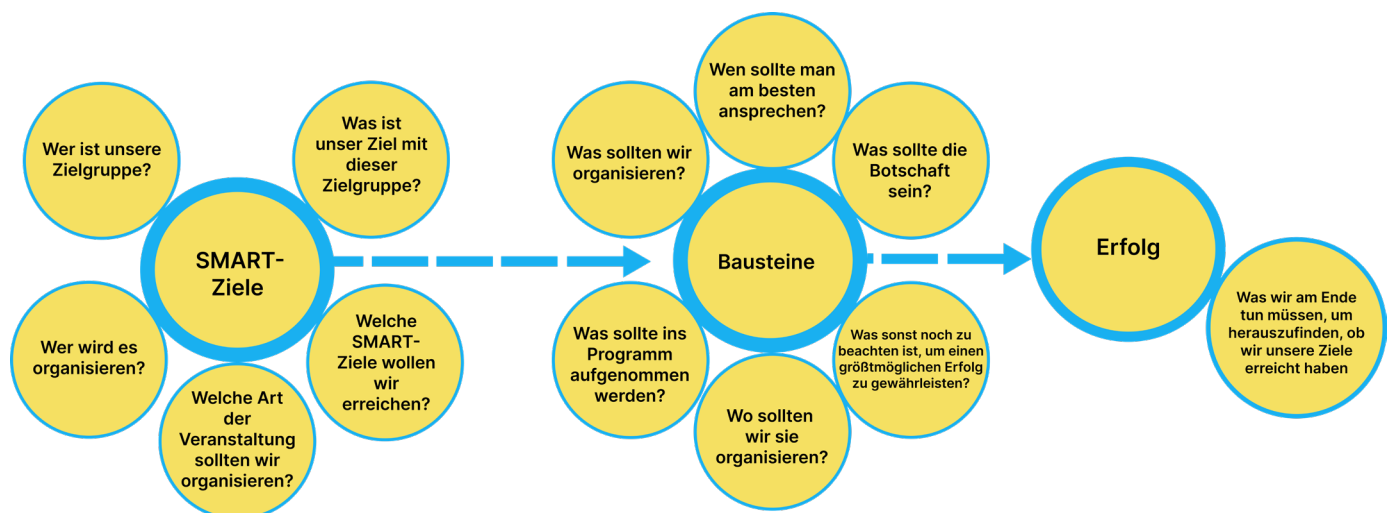 Wer ist unsere
Zielgruppe?
Was ist
unser Ziel mit
dieser
Zielgruppe?
SMART-
Ziele
Wer wird es
organisieren?
Welche Art
der
Veranstaltung
sollten wir
organisieren?
Welche
SMART-
Ziele wollen
wir
erreichen?
Was sollten wir
organisieren?
Wen sollte man
am besten
ansprechen?
Was sollte die
Botschaft
sein?
Bausteine
Was sollte ins
Programm
aufgenommen
werden?
Wo sollten
wir sie
organisieren?
Was sonst noch zu
beachten ist, um einen
größtmöglichen Erfolg
zu gewährleisten?
Erfolg
Was wir am Ende
tun müssen, um
herauszufinden, ob
wir unsere Ziele
erreicht haben